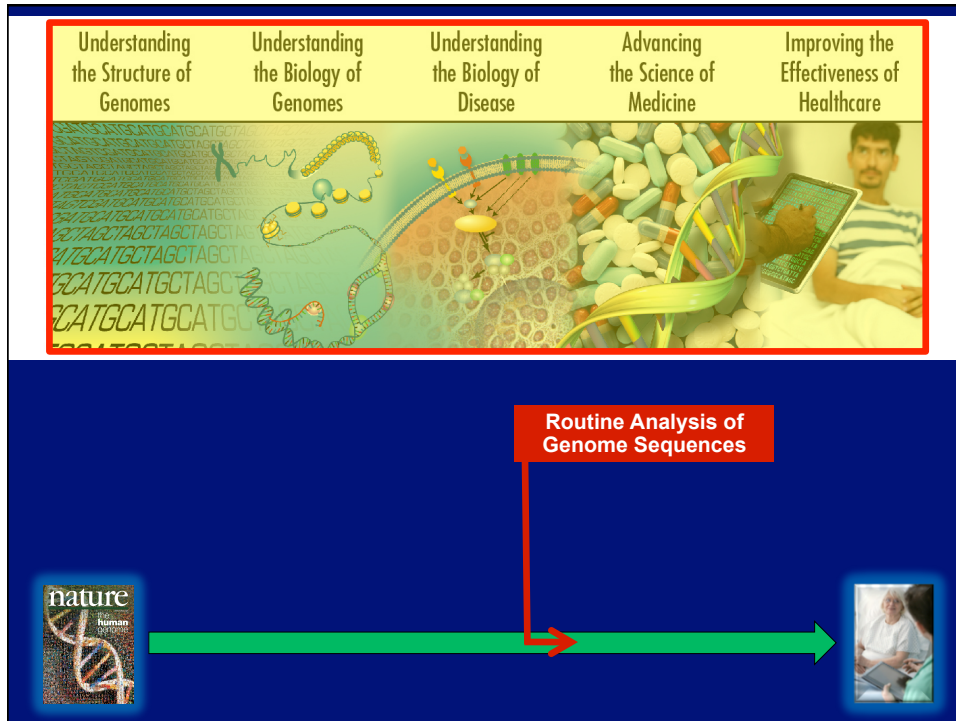 Understanding
the Structure of
Genomes
Understanding
the Biology of
Genomes
Understanding
the Biology of
Disease
Advancing
the Science of
Medicine
Improving the
Effectiveness of
Healthcare
Routine Analysis of
Genome Sequences
nature
the
human
genome